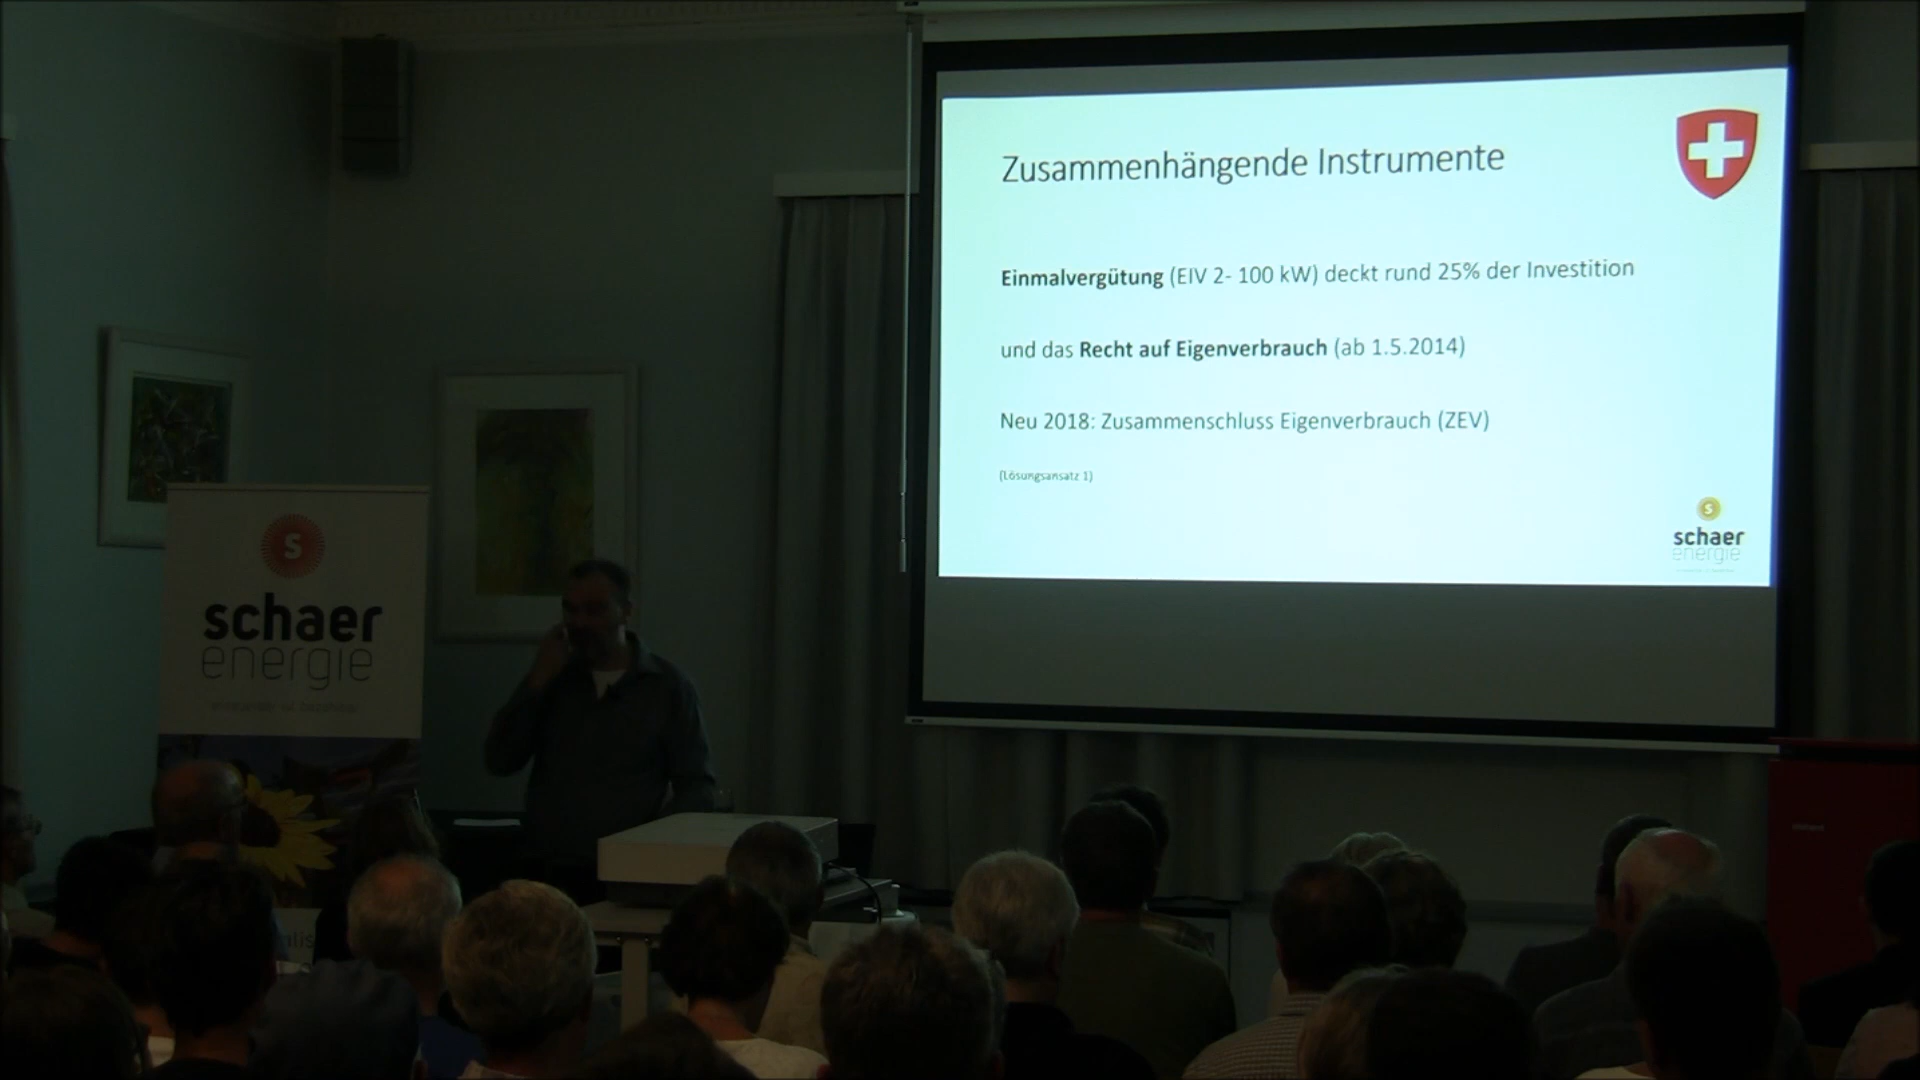 Zusammenhängende Instrumente
Einmalvergütung (EIV 2- 100 kW) deckt rund 25% der Investition
und das Recht auf Eigenverbrauch (ab 1.5.2014)
Neu 2018: Zusammenschluss Eigenverbrauch (ZEV)
(Lösungsansatz 1)
s
schaer
energie
s
schaer
energie